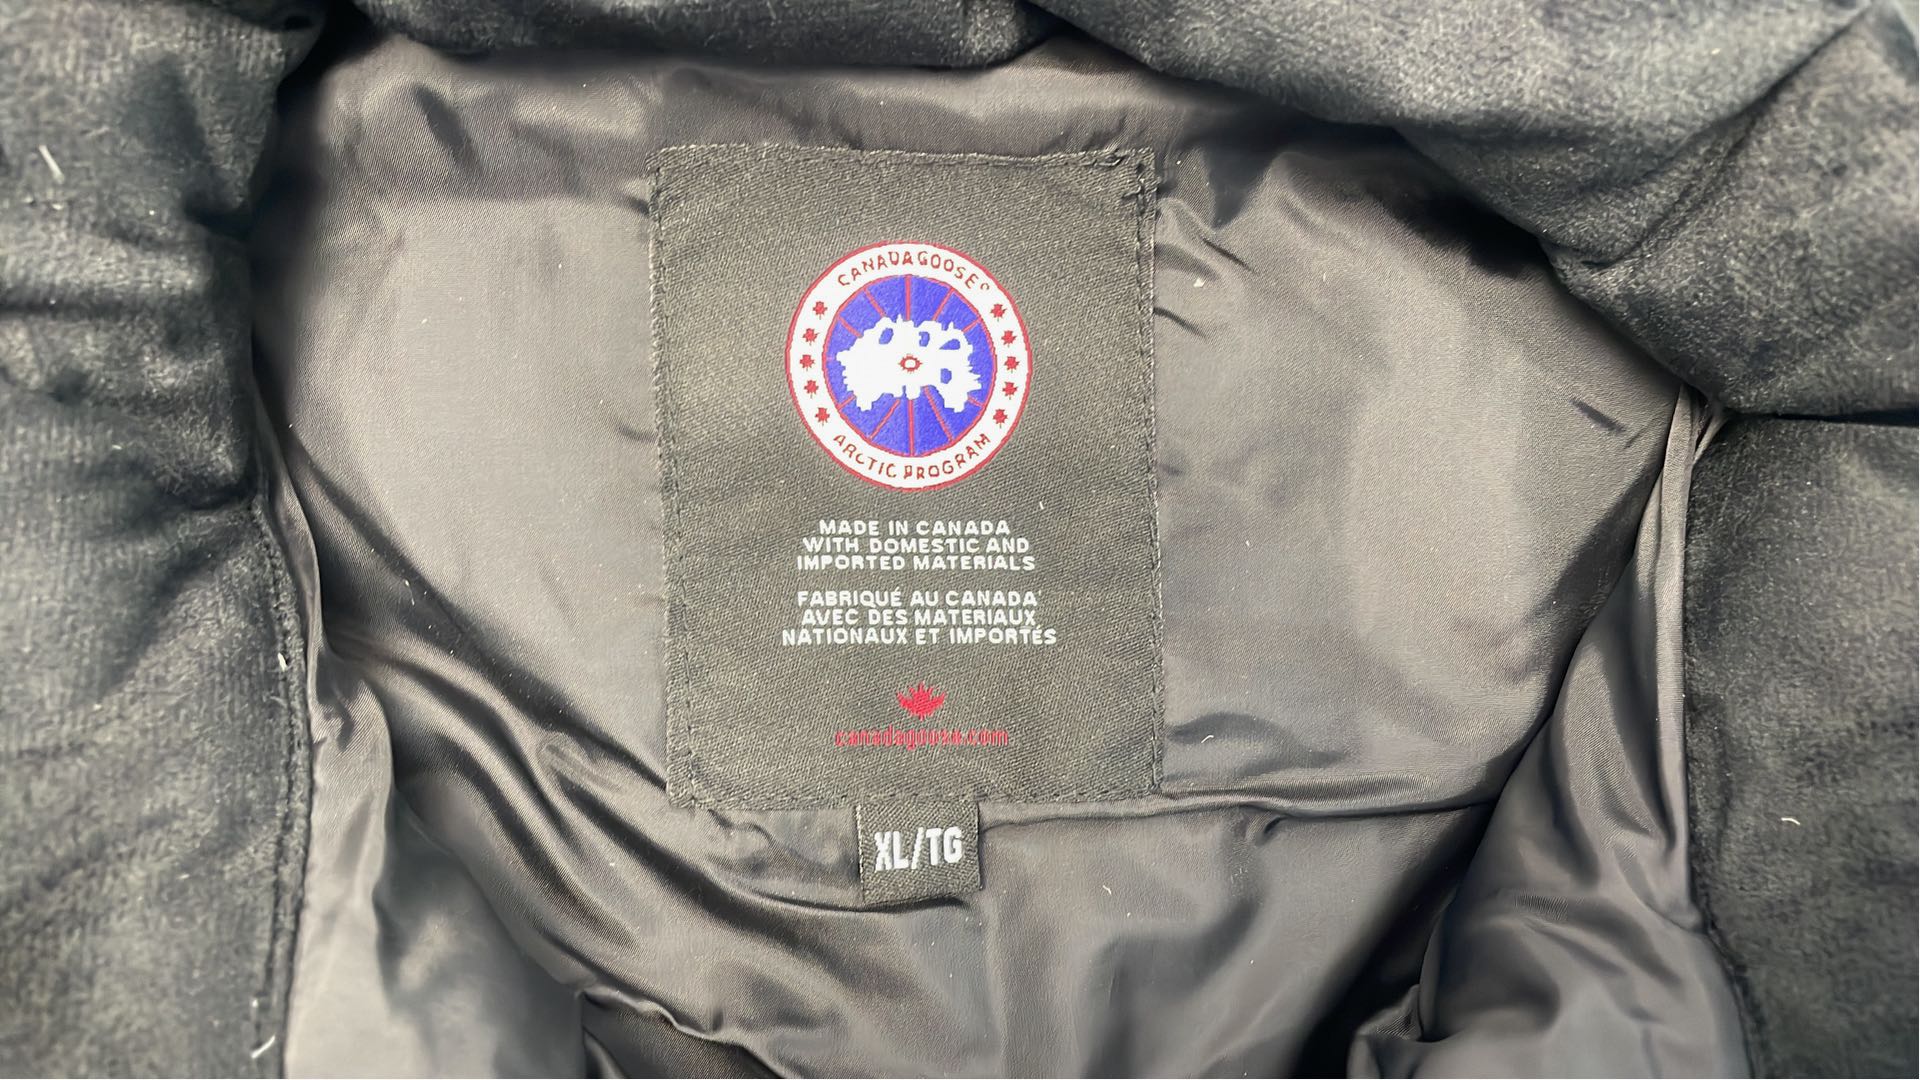 CANADA GOOSE®
ARCTIC PROGRAM
MADE IN CANADA
WITH DOMESTIC AND
IMPORTED MATERIALS
FABRIQUÉ AU CANADA
AVEC DES MATERIAUX
NATIONAUX ET IMPORTÉS
canadagoose.com
XL/TG